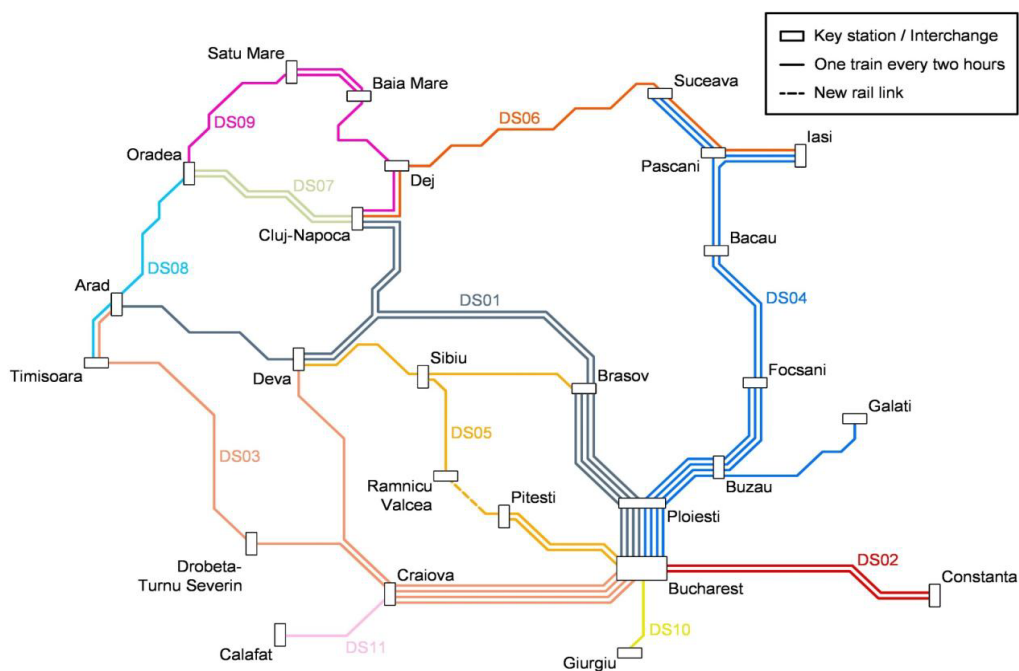 Key station / Interchange
One train every two hours
New rail link
Satu Mare
Baia Mare
Suceava
DS09
DS06
Iasi
Oradea
DS07
Dej
Pascani
Cluj-Napoca
Bacau
DS08
Arad
DS01
DS04
Timisoara
Deva
Sibiu
Brasov
Focsani
Galati
DS05
DS03
Ramnicu
Valcea
Pitesti
Buzau
Ploiesti
Drobeta-
Turnu Severin
Craiova
Bucharest
DS02
Constanta
DS11
DS10
Calafat
Giurgiu